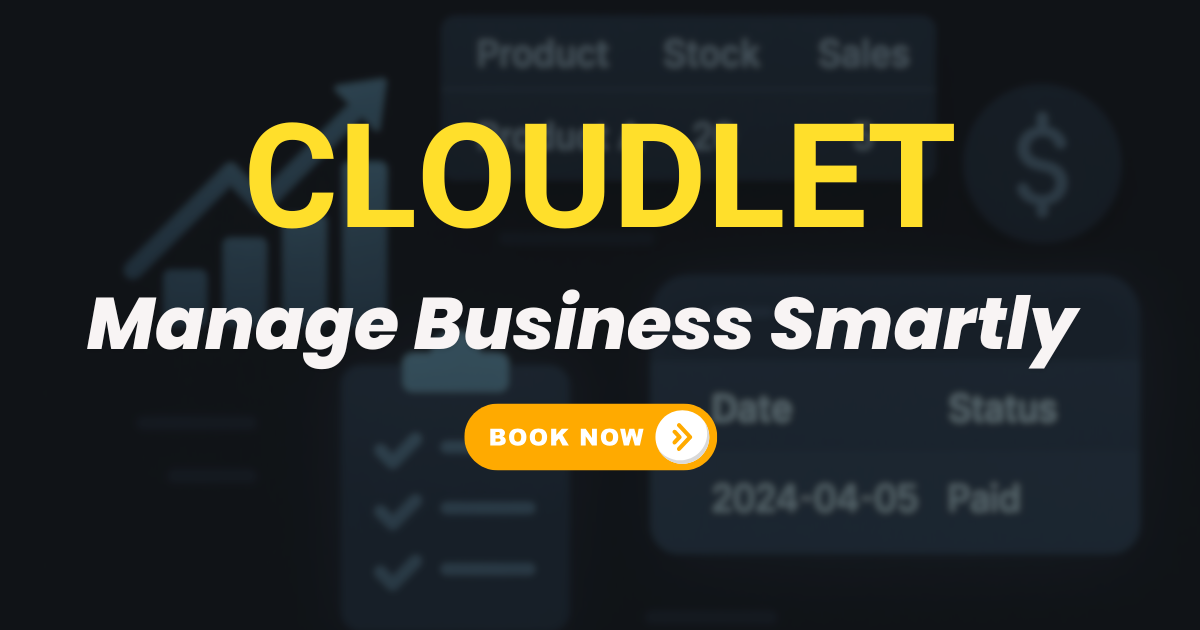 Product Stock Sales
CLOUDLET
Manage Business Smartly
BOOK NOW
Date Status
2024-04-05 Paid